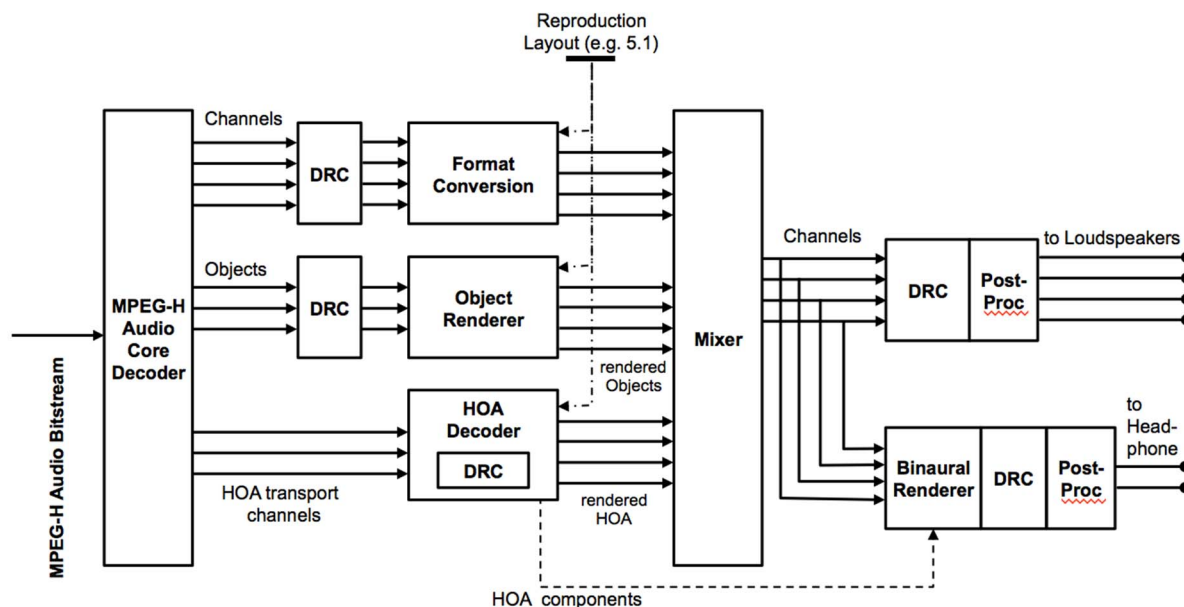 Reproduction
Layout (e.g. 5.1)
Channels
DRC
Format
Conversion
Objects
DRC
Object
Renderer
MPEG-H
Audio
Core
Decoder
MPEG-H Audio Bitstream
rendered
Objects
HOA
Decoder
DRC
HOA transport
channels
rendered
HOA
Mixer
Channels
DRC
Post-
Proc
to Loudspeakers
Binaural
Renderer
DRC
Post-
Proc
to
Head-
phone
HOA components